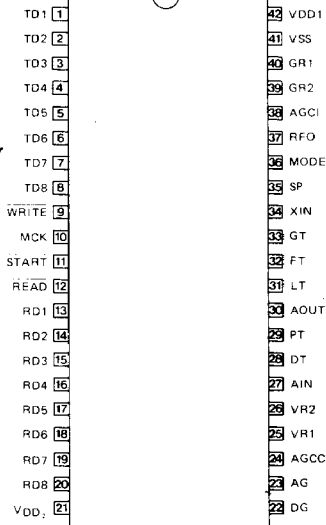 TD1 1 42 VDD1
TD2 2 41 VSS
TD3 3 40 GR1
TD4 4 39 GR2
TD5 5 38 AGCI
TD6 6 37 RFO
TD7 7 36 MODE
TD8 8 35 SP
WRITE 9 34 XIN
MCK 10 33 GT
START 11 32 FT
READ 12 31 LT
RD1 13 30 AOUT
RD2 14 29 PT
RD3 15 28 DT
RD4 16 27 AIN
RD5 17 26 VR2
RD6 18 25 VR1
RD7 19 24 AGCC
RD8 20 23 AG
VDD2 21 22 DG